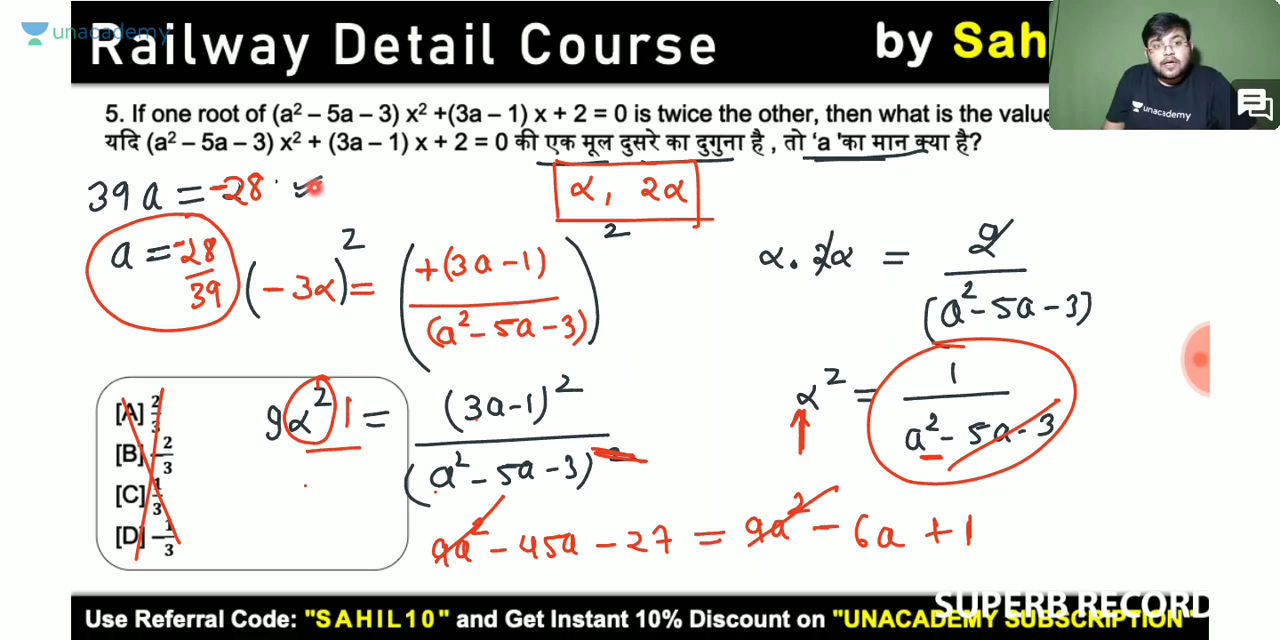 unacademy
Railway Detail Course by Sah
unacademy
5. If one root of (a² – 5a – 3) x² +(3a – 1) x + 2 = 0 is twice the other, then what is the value
यदि (a² – 5a – 3) x² + (3a – 1) x + 2 = 0 की एक मूल दुसरे का दुगुना है , तो 'a 'का मान क्या है?
39 a = -28
α, 2α
a = -28/39
(- 3α)² = (+(3a - 1)/(a² - 5a - 3))²
α . 2α = 2/(a² - 5a - 3)
9α² 1 = (3a - 1)²/(a² - 5a - 3)
α² = 1/(a² - 5a - 3)
[A] 2/3
[B] -2/3
[C] 1/3
[D] -1/3
9a² - 45a - 27 = 9a² - 6a + 1
SUPERB RECORD
Use Referral Code: "SAHIL10" and Get Instant 10% Discount on "UNACADEMY SUBSCRIPTION"